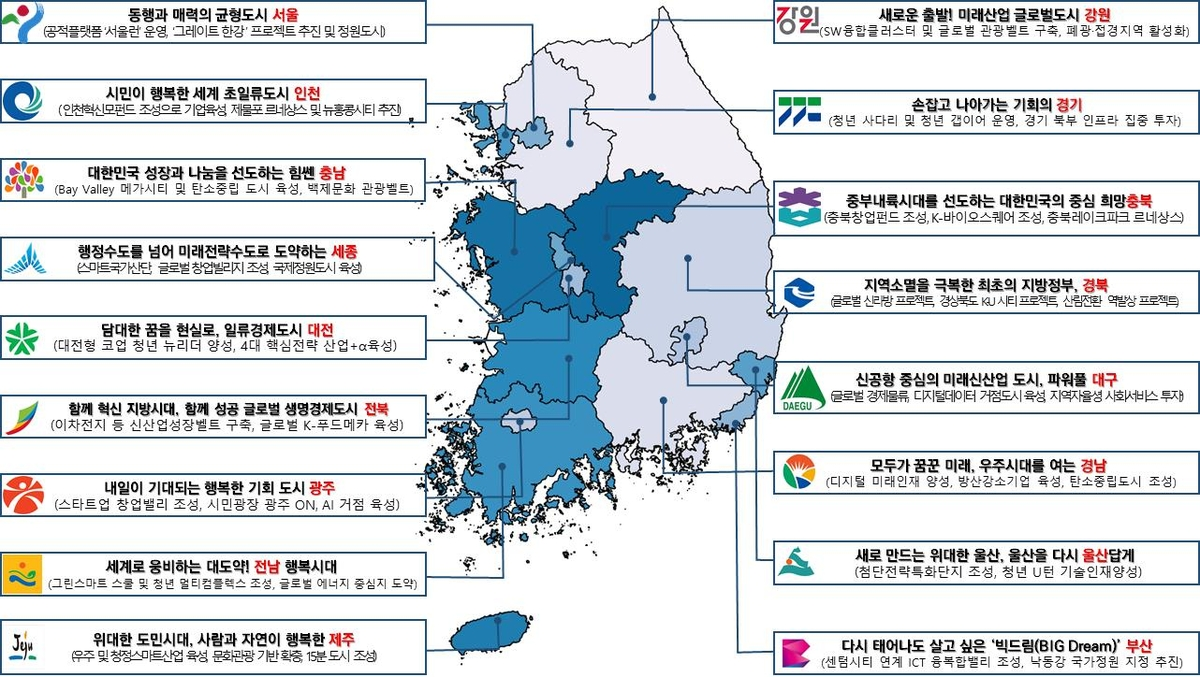 동행과 매력의 균형도시 서울
(공적플랫폼 '서울런' 운영, '그레이트 한강' 프로젝트 추진 및 정원도시)
시민이 행복한 세계 초일류도시 인천
(인천혁신모펀드 조성으로 기업육성, 제물포 르네상스 및 뉴홍콩시티 추진)
대한민국 성장과 나눔을 선도하는 힘쎈 충남
(Bay Valley 메가시티 및 탄소중립 도시 육성, 백제문화 관광벨트)
행정수도를 넘어 미래전략수도로 도약하는 세종
(스마트국가산단, 글로벌 창업빌리지 조성, 국제정원도시 육성)
담대한 꿈을 현실로, 일류경제도시 대전
(대전형 코업 청년 뉴리더 양성, 4대 핵심전략 산업+α육성)
함께 혁신 지방시대, 함께 성공 글로벌 생명경제도시 전북
(이차전지 등 신산업성장벨트 구축, 글로벌 K-푸드메카 육성)
내일이 기대되는 행복한 기회 도시 광주
(스타트업 창업밸리 조성, 시민광장 광주 ON, AI 거점 육성)
세계로 웅비하는 대도약! 전남 행복시대
(그린스마트 스쿨 및 청년 멀티컴플렉스 조성, 글로벌 에너지 중심지 도약)
Jeju
위대한 도민시대, 사람과 자연이 행복한 제주
(우주 및 청정스마트산업 육성, 문화관광 기반 확충, 15분 도시 조성)
강원
새로운 출발! 미래산업 글로벌도시 강원
(SW융합클러스터 및 글로벌 관광벨트 구축, 폐광·접경지역 활성화)
손잡고 나아가는 기회의 경기
(청년 사다리 및 청년 갭이어 운영, 경기 북부 인프라 집중 투자)
중부내륙시대를 선도하는 대한민국의 중심 희망충북
(충북창업펀드 조성, K-바이오스퀘어 조성, 충북레이크파크 르네상스)
지역소멸을 극복한 최초의 지방정부, 경북
(글로벌 신라방 프로젝트, 경상북도 KU시티 프로젝트, 산림전환 역발상 프로젝트)
DAEGU
신공항 중심의 미래신산업 도시, 파워풀 대구
(글로벌 경제물류, 디지털데이터 거점도시 육성, 지역자율성 사회서비스 투자)
모두가 꿈꾼 미래, 우주시대를 여는 경남
(디지털 미래인재 양성, 방산강소기업 육성, 탄소중립도시 조성)
새로 만드는 위대한 울산, 울산을 다시 울산답게
(첨단전략특화단지 조성, 청년 U턴 기술인재양성)
다시 태어나도 살고 싶은 '빅드림(BIG Dream)' 부산
(센텀시티 연계 ICT 융복합밸리 조성, 낙동강 국가정원 지정 추진)